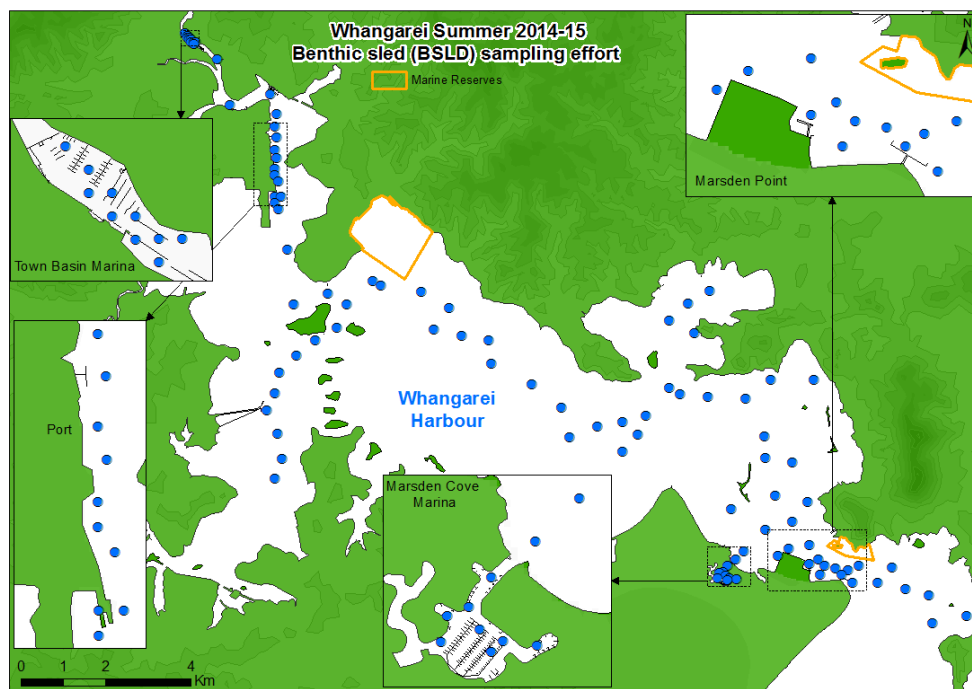 Whangarei Summer 2014-15
Benthic sled (BSLD) sampling effort
Marine Reserves
N
Marsden Point
Town Basin Marina
Port
Whangarei
Harbour
Marsden Cove
Marina
0 1 2 4
Km